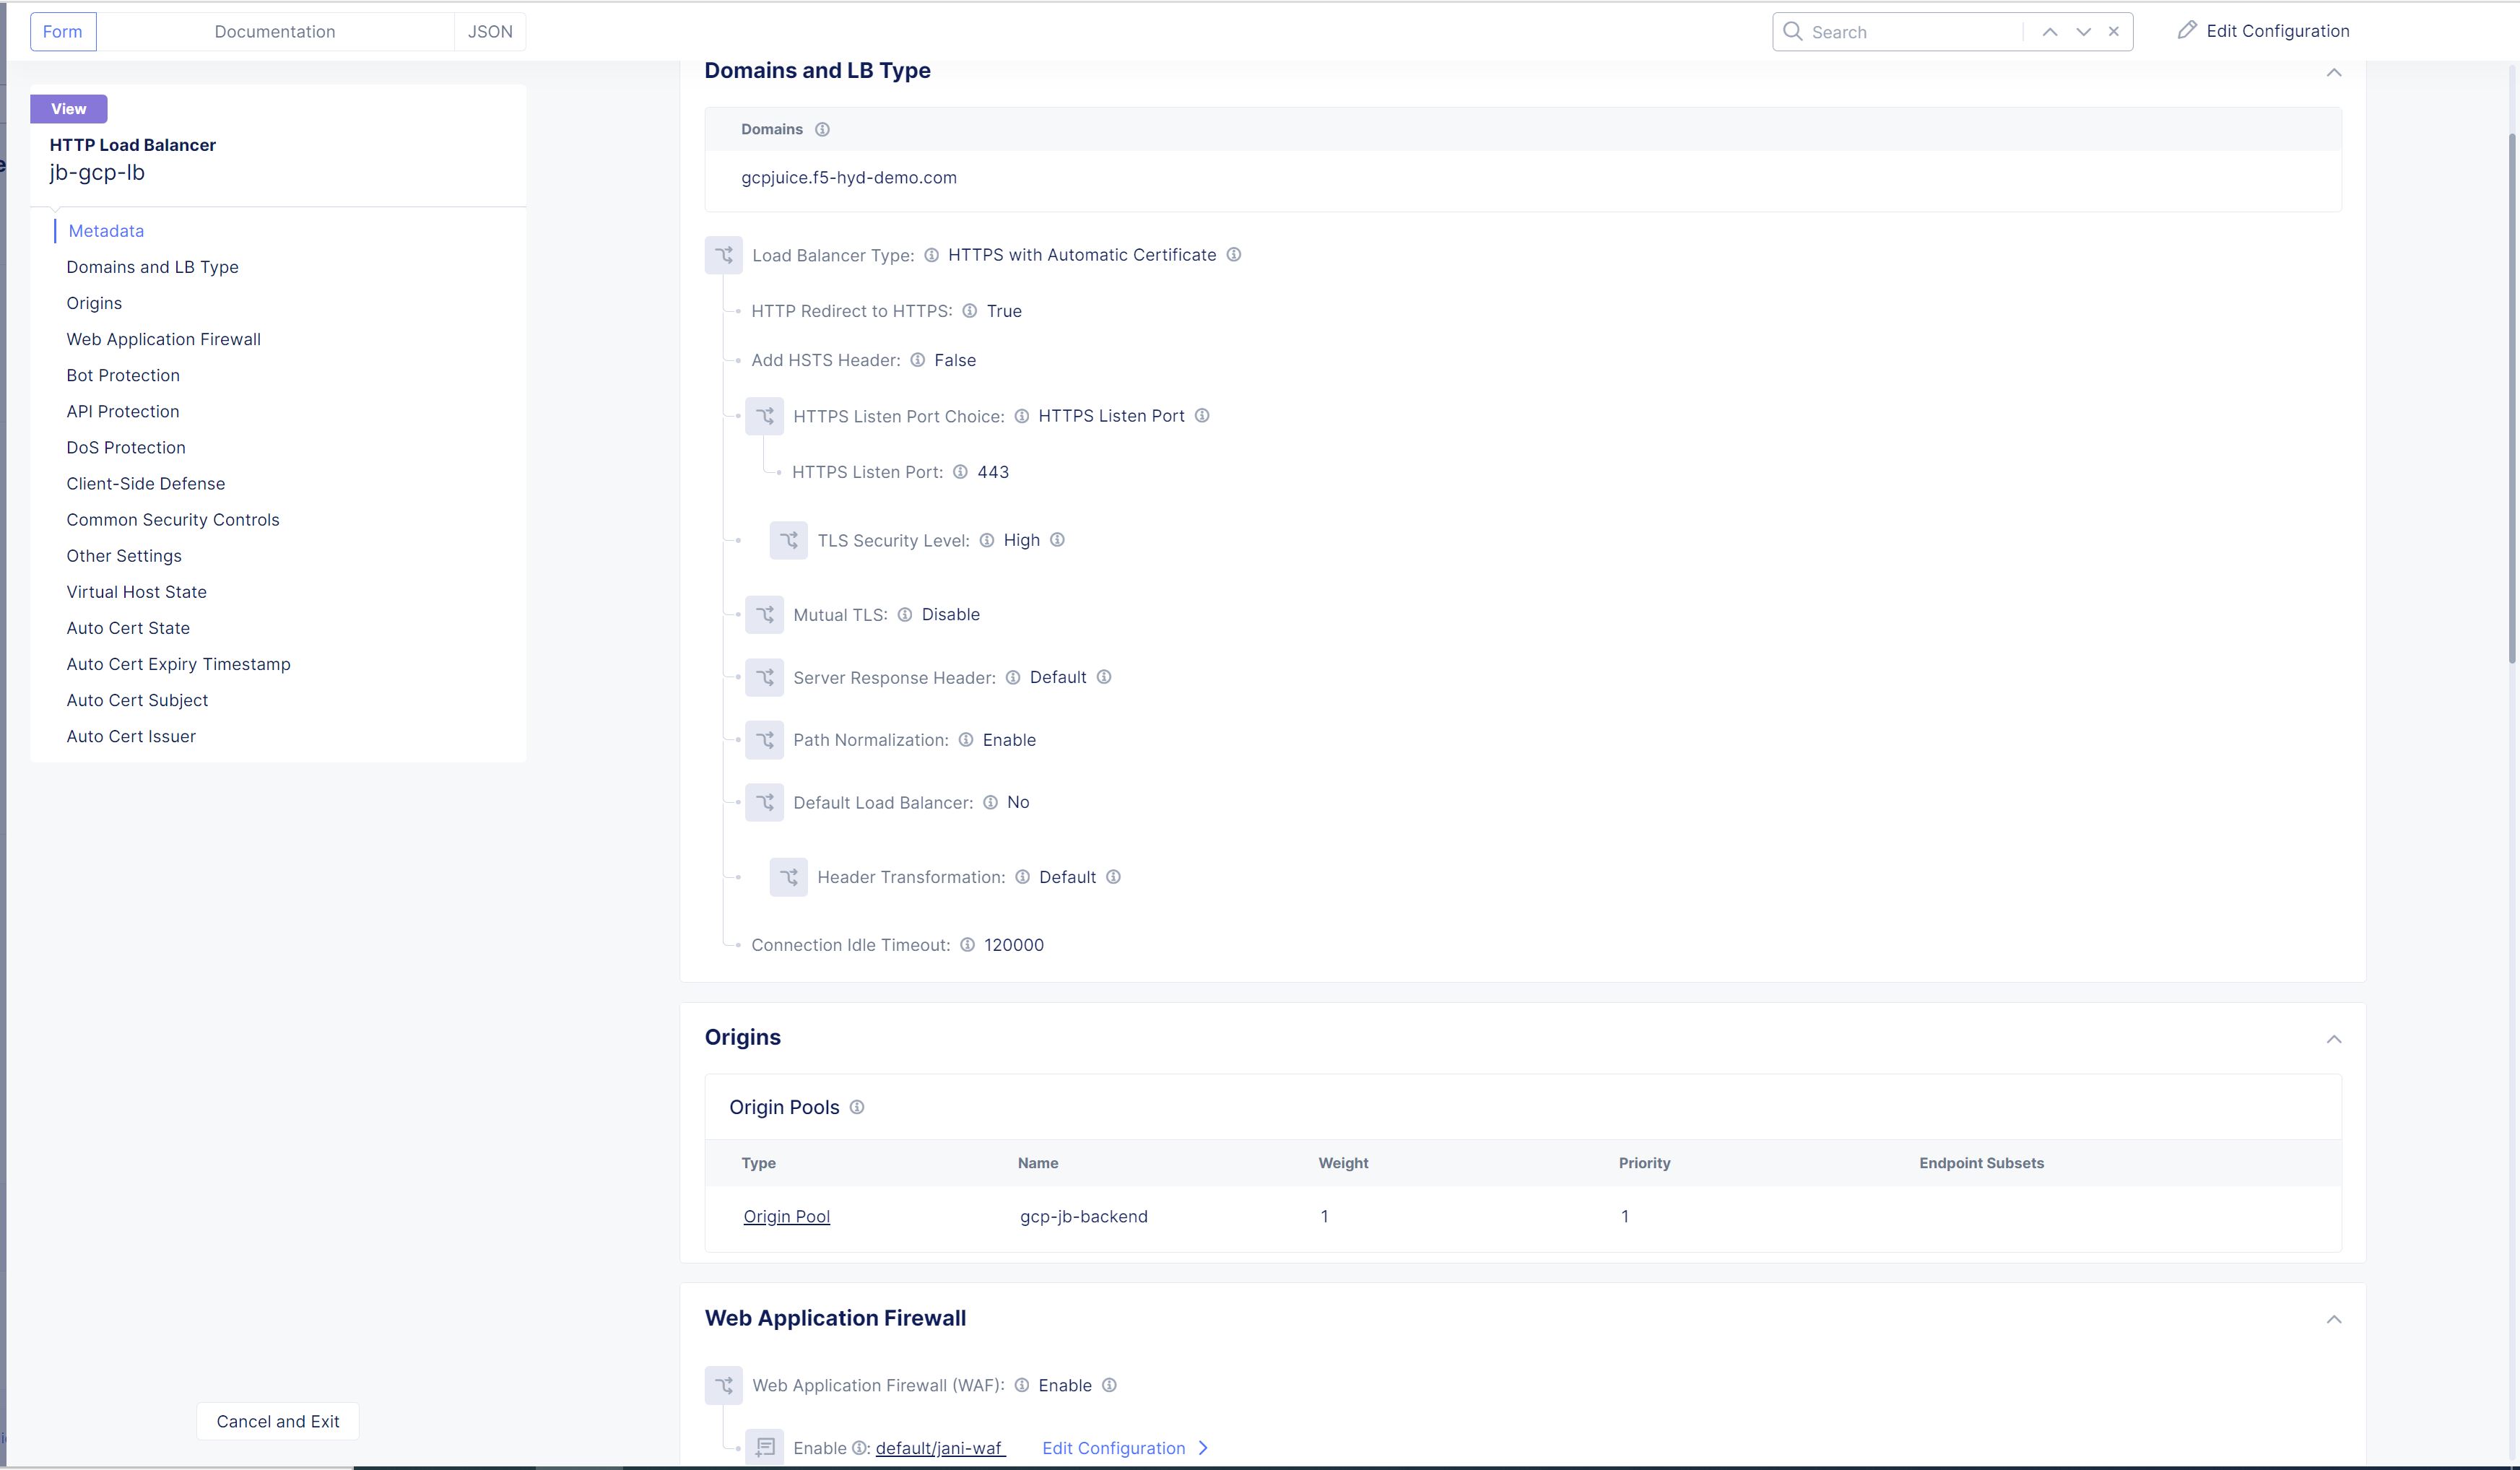 Form
Documentation
JSON
Search
Edit Configuration
View
HTTP Load Balancer
jb-gcp-lb
Metadata
Domains and LB Type
Origins
Web Application Firewall
Bot Protection
API Protection
DoS Protection
Client-Side Defense
Common Security Controls
Other Settings
Virtual Host State
Auto Cert State
Auto Cert Expiry Timestamp
Auto Cert Subject
Auto Cert Issuer
Cancel and Exit
Domains and LB Type
Domains
gcpjuice.f5-hyd-demo.com
Load Balancer Type: HTTPS with Automatic Certificate
HTTP Redirect to HTTPS: True
Add HSTS Header: False
HTTPS Listen Port Choice: HTTPS Listen Port
HTTPS Listen Port: 443
TLS Security Level: High
Mutual TLS: Disable
Server Response Header: Default
Path Normalization: Enable
Default Load Balancer: No
Header Transformation: Default
Connection Idle Timeout: 120000
Origins
Origin Pools
Type Name Weight Priority Endpoint Subsets
Origin Pool gcp-jb-backend 1 1
Web Application Firewall
Web Application Firewall (WAF): Enable
Enable : default/jani-waf Edit Configuration